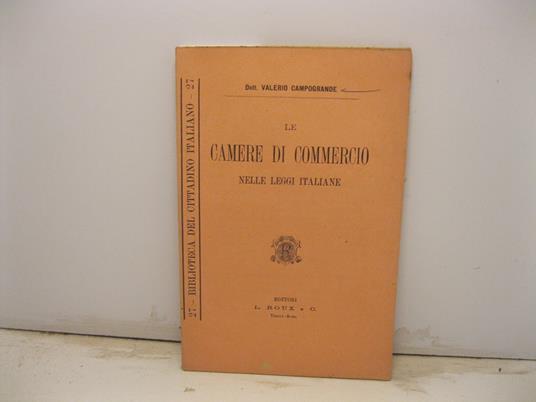 27 — BIBLIOTECA DEL CITTADINO ITALIANO — 27
Dott. VALERIO CAMPOGRANDE
LE
CAMERE DI COMMERCIO
NELLE LEGGI ITALIANE
EDITORI
L. ROUX e C.